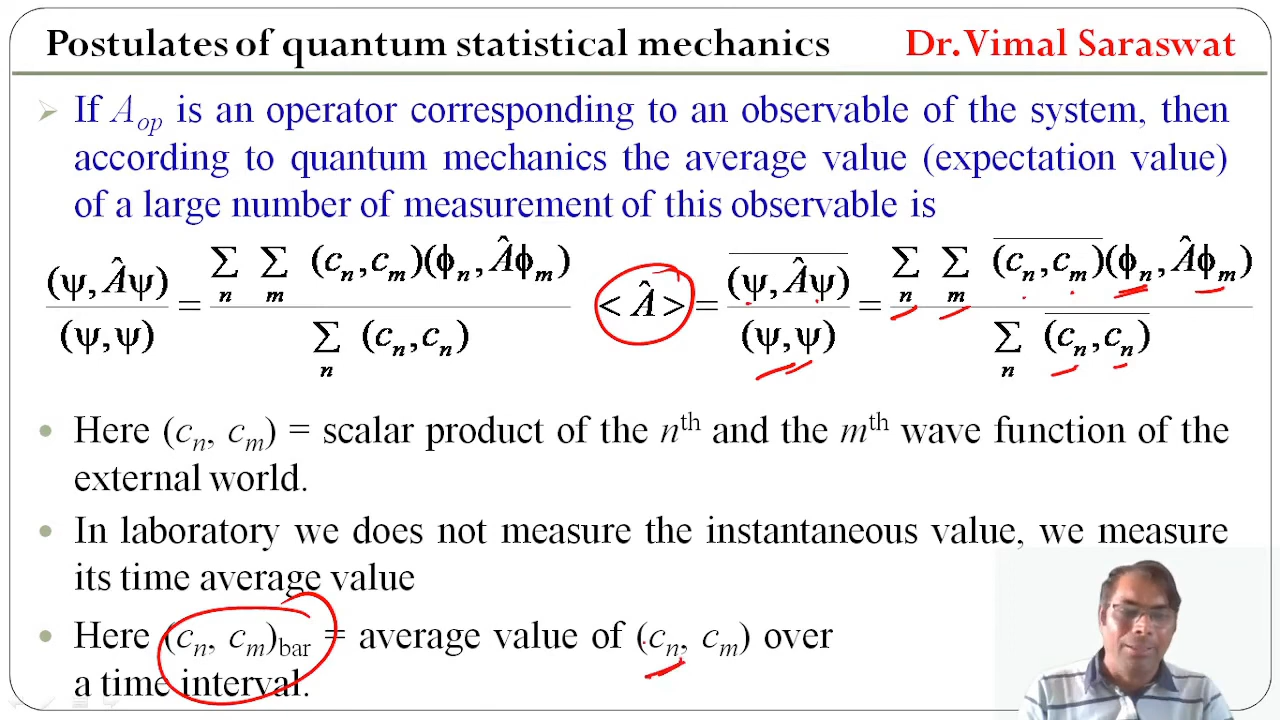 Postulates of quantum statistical mechanics Dr. Vimal Saraswat
If A_op is an operator corresponding to an observable of the system, then
according to quantum mechanics the average value (expectation value)
of a large number of measurement of this observable is
(ψ, Âψ) / (ψ, ψ) = Σ_n Σ_m (c_n, c_m)(ϕ_n, Âϕ_m) / Σ_n (c_n, c_n) < Â > = \overline{(ψ, Âψ)} / (ψ, ψ) = Σ_n Σ_m \overline{(c_n, c_m)}(ϕ_n, Âϕ_m) / Σ_n \overline{(c_n, c_n)}
Here (c_n, c_m) = scalar product of the n^th and the m^th wave function of the
external world.
In laboratory we does not measure the instantaneous value, we measure
its time average value
Here (c_n, c_m)_bar = average value of (c_n, c_m) over
a time interval.